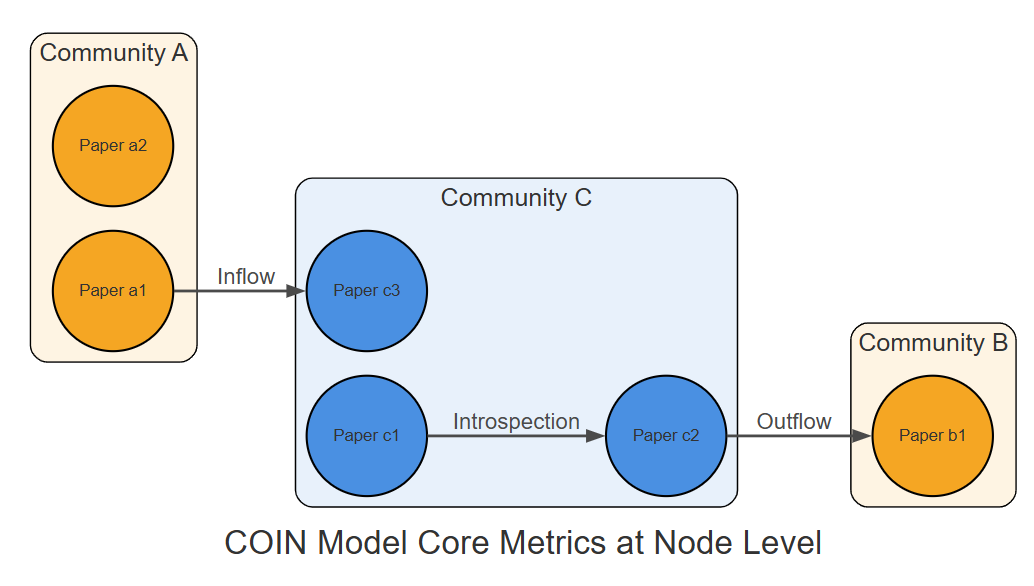 Community A
Paper a2
Paper a1
Inflow
Community C
Paper c3
Paper c1
Introspection
Paper c2
Outflow
Community B
Paper b1
COIN Model Core Metrics at Node Level